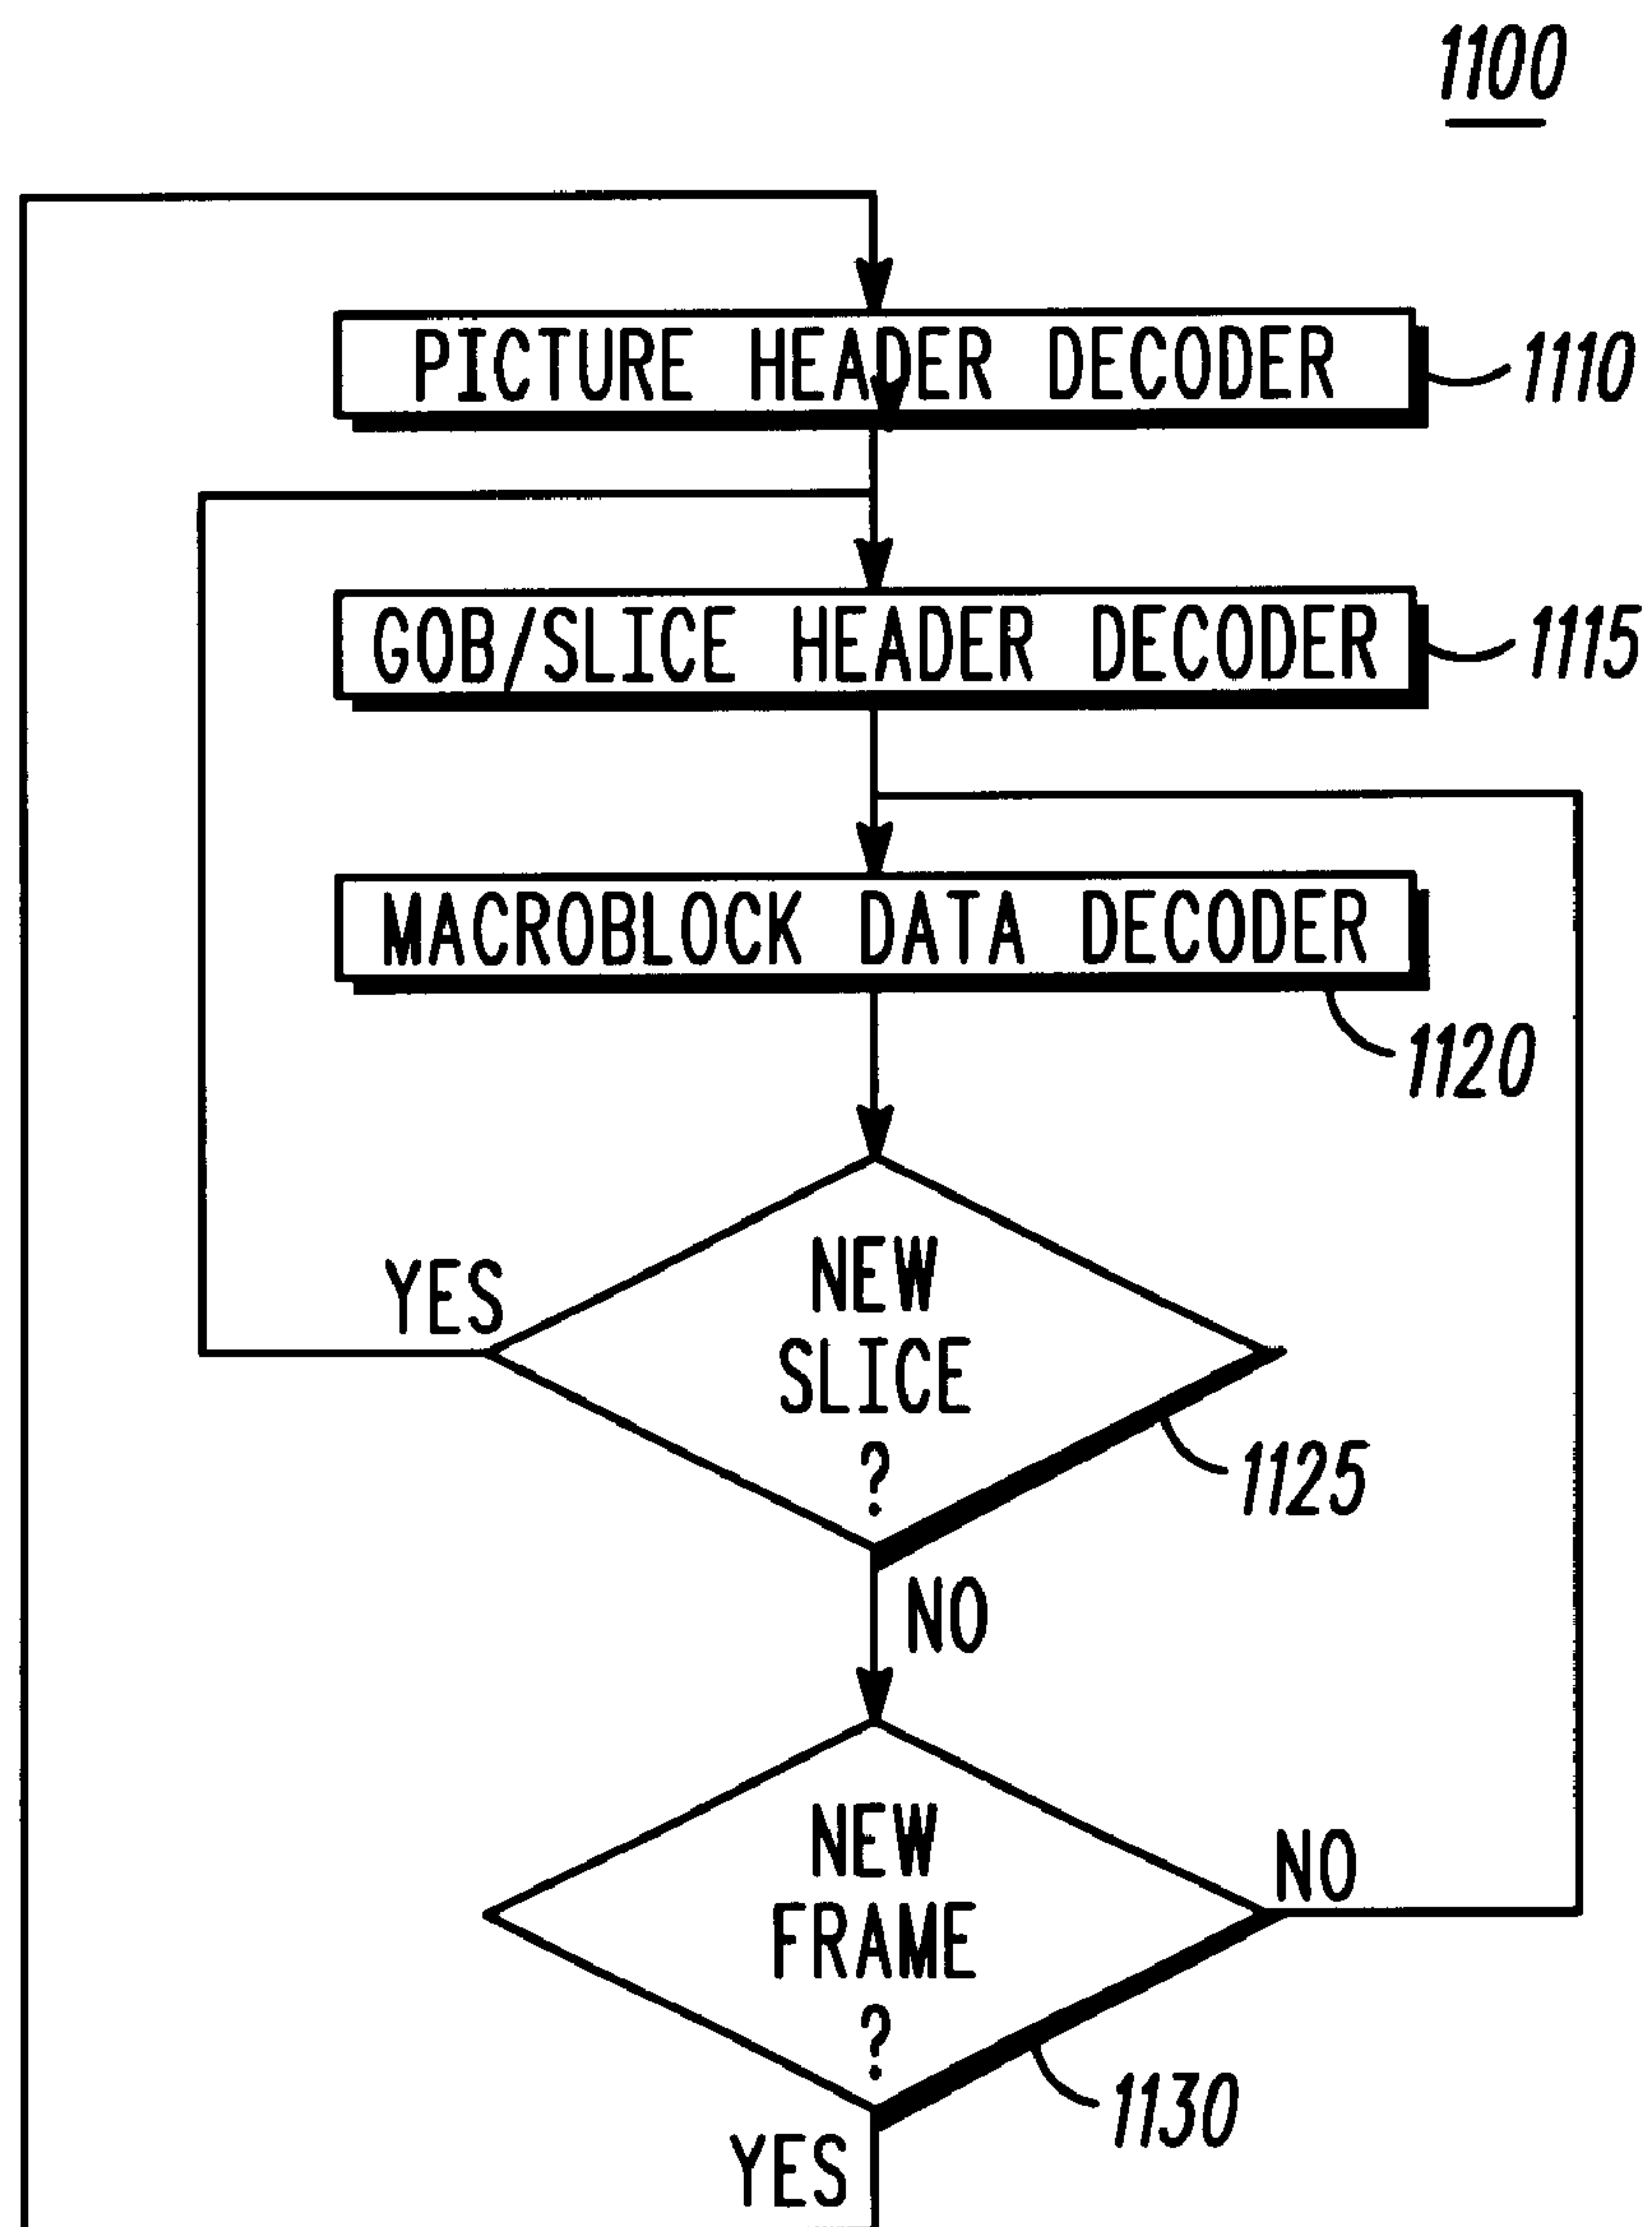 1100
PICTURE HEADER DECODER
1110
GOB/SLICE HEADER DECODER
1115
MACROBLOCK DATA DECODER
1120
YES
NEW
SLICE
?
1125
NO
NEW
FRAME
?
NO
1130
YES